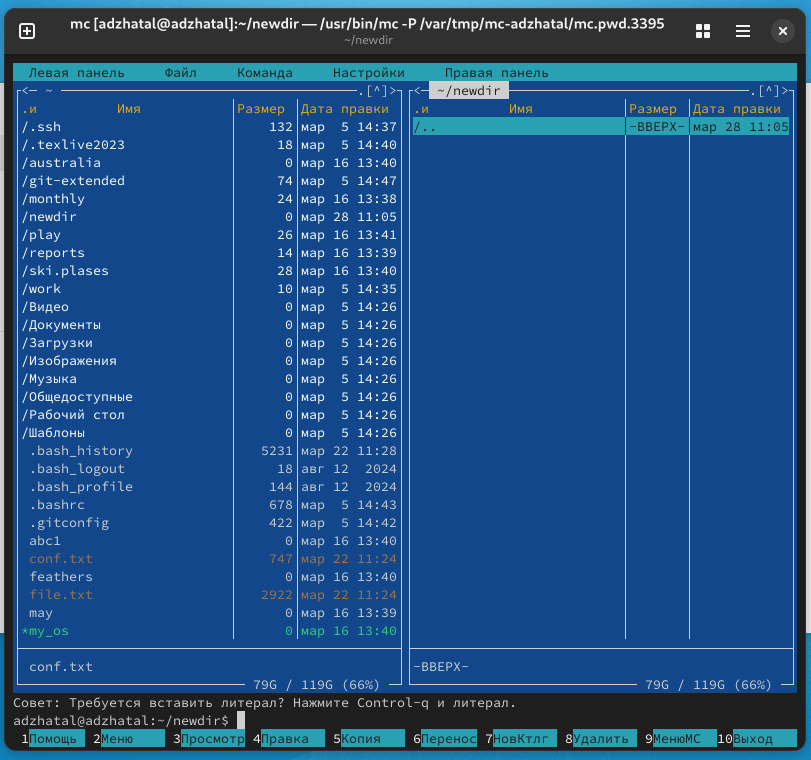 mc [adzhatal@adzhatal]:~/newdir — /usr/bin/mc -P /var/tmp/mc-adzhatal/mc.pwd.3395
~/newdir
Левая панель Файл Команда Настройки Правая панель
<— ~ .[^]> <— ~/newdir .[^]>
.и Имя Размер Дата правки .и Имя Размер Дата правки
/.ssh 132 мар 5 14:37 /.. -ВВЕРХ- мар 28 11:05
/.texlive2023 18 мар 5 14:40
/australia 0 мар 16 13:40
/git-extended 74 мар 5 14:47
/monthly 24 мар 16 13:38
/newdir 0 мар 28 11:05
/play 26 мар 16 13:41
/reports 14 мар 16 13:39
/ski.plases 28 мар 16 13:40
/work 10 мар 5 14:35
/Видео 0 мар 5 14:26
/Документы 0 мар 5 14:26
/Загрузки 0 мар 5 14:26
/Изображения 0 мар 5 14:26
/Музыка 0 мар 5 14:26
/Общедоступные 0 мар 5 14:26
/Рабочий стол 0 мар 5 14:26
/Шаблоны 0 мар 5 14:26
.bash_history 5231 мар 22 11:28
.bash_logout 18 авг 12 2024
.bash_profile 144 авг 12 2024
.bashrc 678 мар 5 14:43
.gitconfig 422 мар 5 14:42
abc1 0 мар 16 13:40
conf.txt 747 мар 22 11:24
feathers 0 мар 16 13:40
file.txt 2922 мар 22 11:24
may 0 мар 16 13:39
*my_os 0 мар 16 13:40
conf.txt -ВВЕРХ-
79G / 119G (66%) 79G / 119G (66%)
Совет: Требуется вставить литерал? Нажмите Control-q и литерал.
adzhatal@adzhatal:~/newdir$
1Помощь 2Меню 3Просмотр 4Правка 5Копия 6Перенос 7НовКтлг 8Удалить 9МенюMC 10Выход